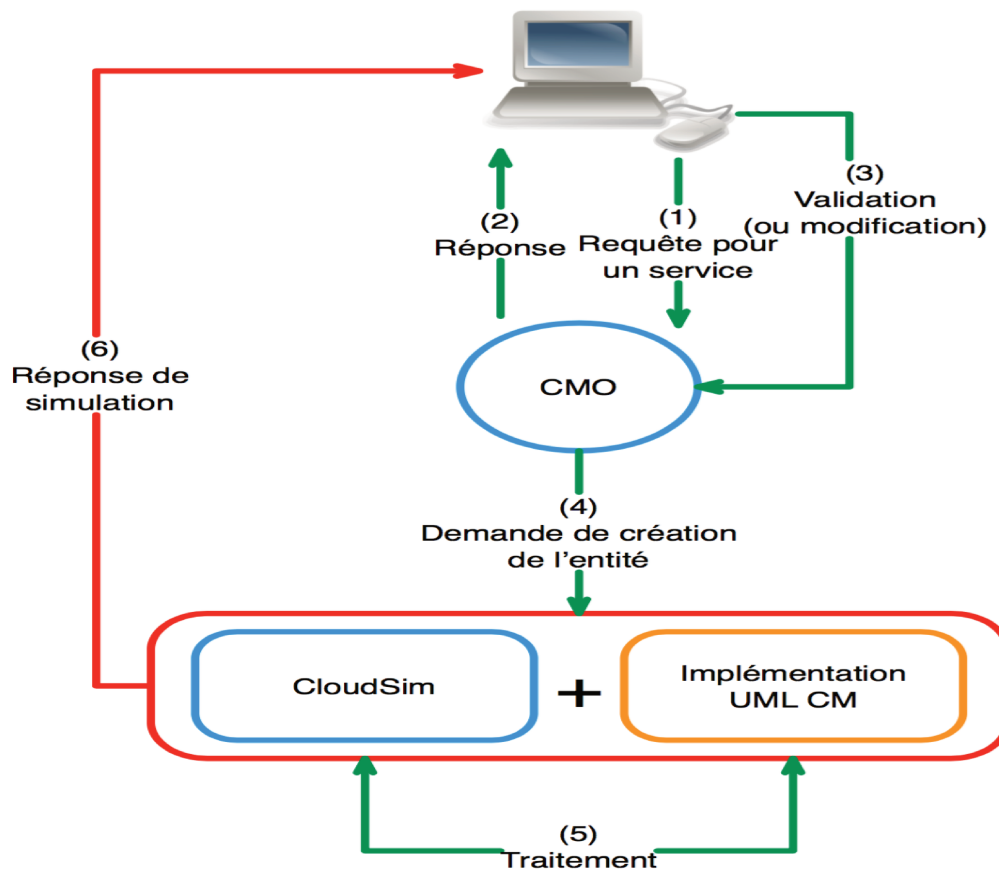 (3)
Validation
(ou modification)
(2)
Réponse
(1)
Requête pour
un service
(6)
Réponse de
simulation
CMO
(4)
Demande de création
de l'entité
CloudSim
+
Implémentation
UML CM
(5)
Traitement